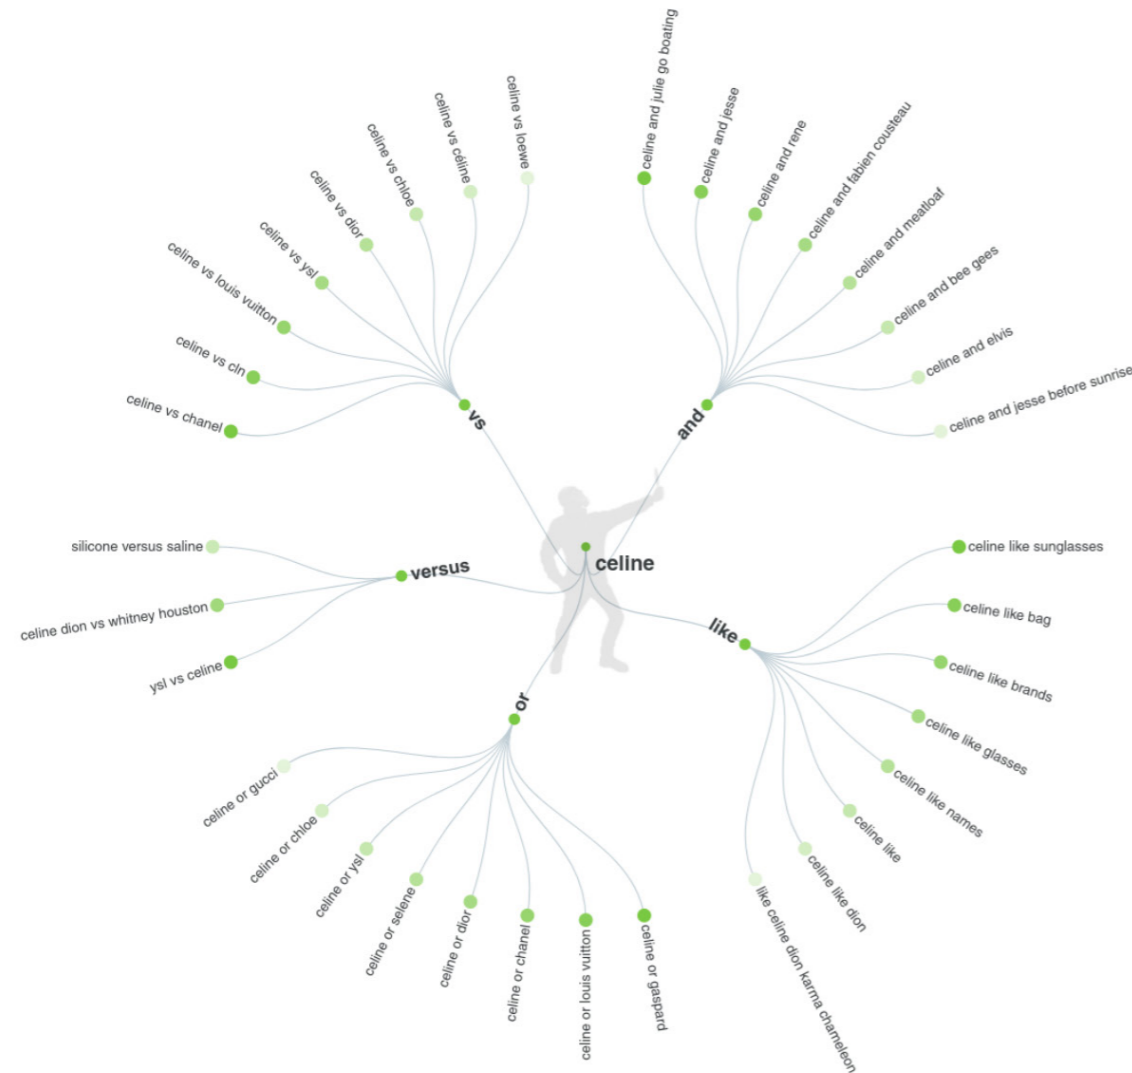 celine
vs
celine vs chanel
celine vs cln
celine vs louis vuitton
celine vs ysl
celine vs dior
celine vs chloe
celine vs céline
celine vs loewe
and
celine and julie go boating
celine and jesse
celine and rene
celine and fabien cousteau
celine and meatloaf
celine and bee gees
celine and elvis
celine and jesse before sunrise
like
celine like sunglasses
celine like bag
celine like brands
celine like glasses
celine like names
celine like
celine like dion
like celine dion karma chameleon
or
celine or gaspard
celine or louis vuitton
celine or chanel
celine or dior
celine or selene
celine or ysl
celine or chloe
celine or gucci
versus
ysl vs celine
celine dion vs whitney houston
silicone versus saline